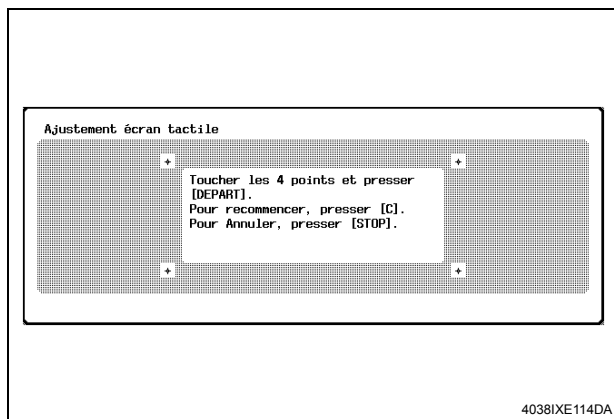 Ajustement écran tactile
Toucher les 4 points et presser
[DEPART].
Pour recommencer, presser [C].
Pour Annuler, presser [STOP].
4038IXE114DA